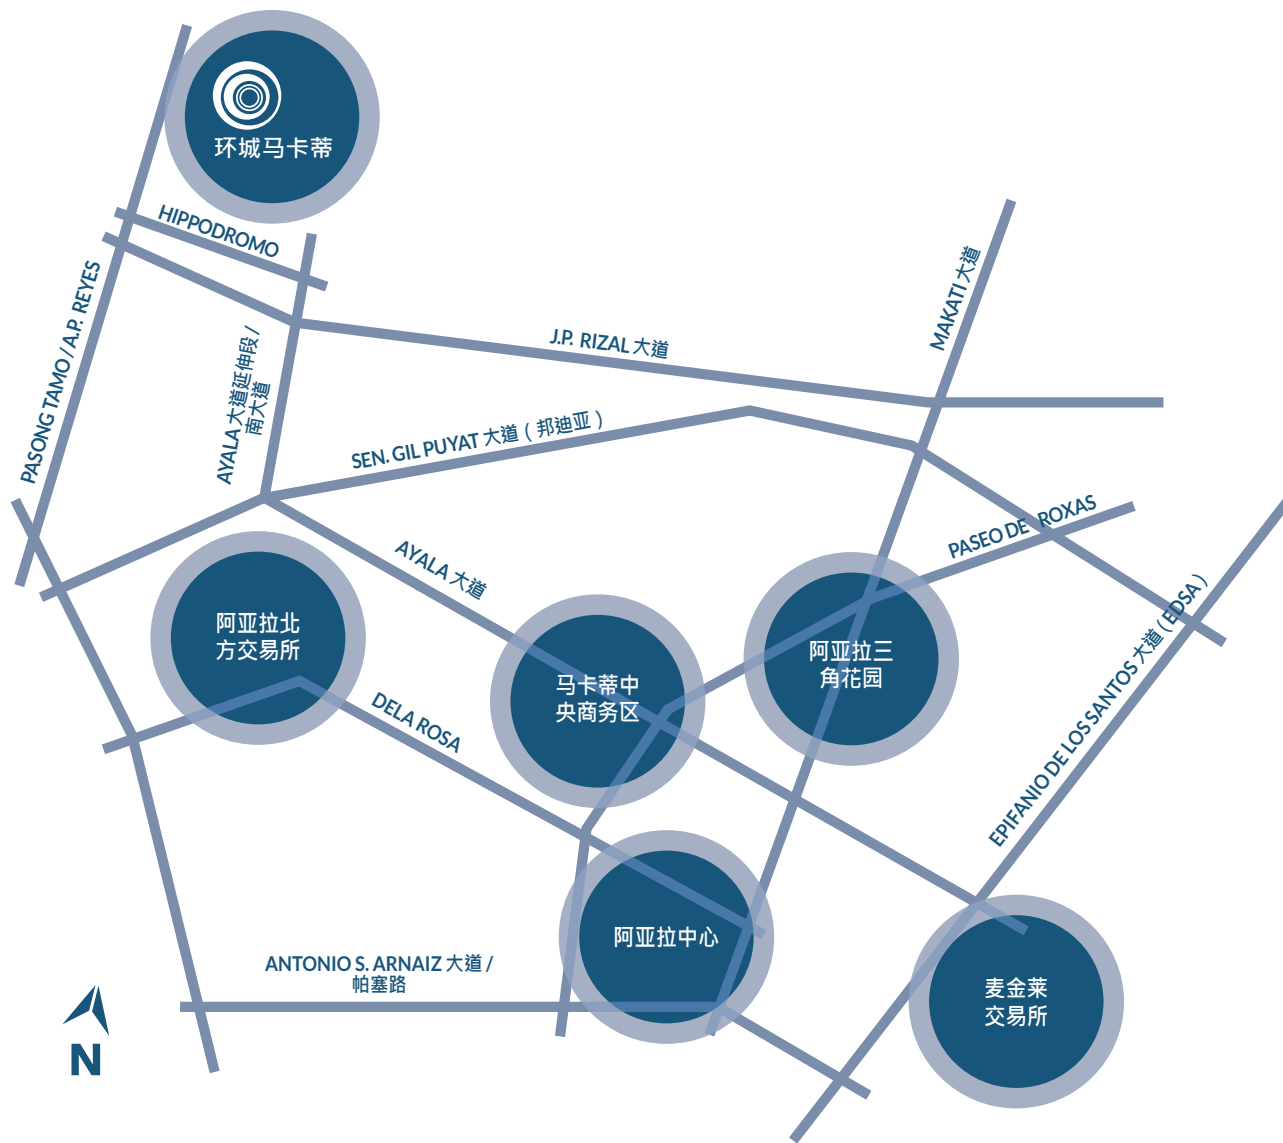 环城马卡蒂
HIPPODROMO
PASONG TAMO / A.P. REYES
AYALA 大道延伸段 /
南大道
J.P. RIZAL 大道
MAKATI 大道
SEN. GIL PUYAT 大道 ( 邦迪亚 )
PASEO DE ROXAS
AYALA 大道
阿亚拉北
方交易所
马卡蒂中
央商务区
阿亚拉三
角花园
DELA ROSA
EPIFANIO DE LOS SANTOS 大道 ( EDSA )
阿亚拉中心
ANTONIO S. ARNAIZ 大道 /
帕塞路
麦金莱
交易所
N